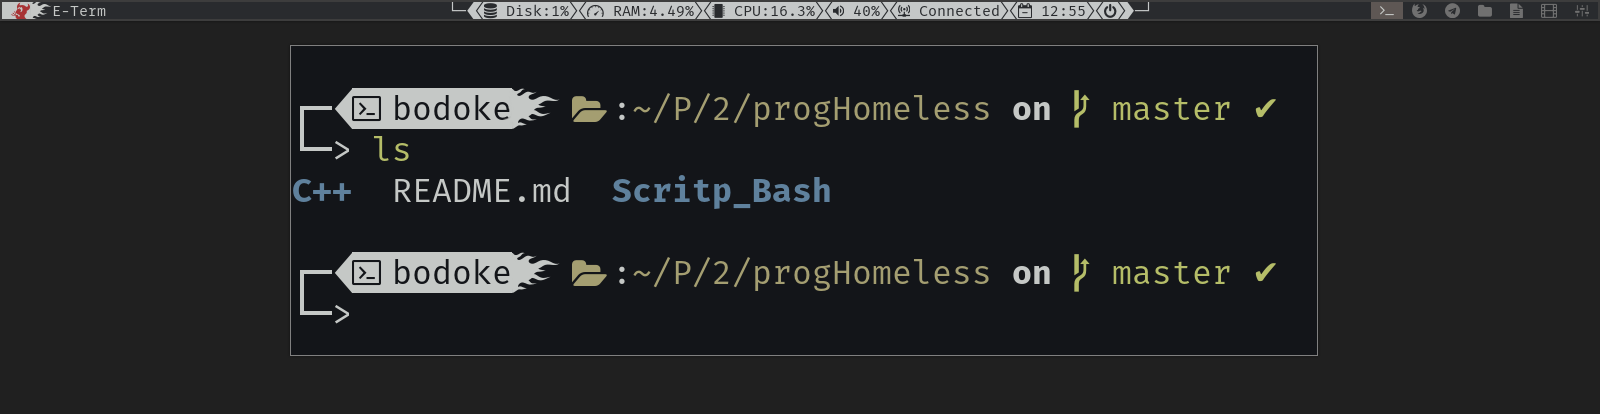 E-Term Disk:1% RAM:4.49% CPU:16.3% 40% Connected 12:55
bodoke :~/P/2/progHomeless on master ✔
> ls
C++ README.md Scritp_Bash
bodoke :~/P/2/progHomeless on master ✔
>